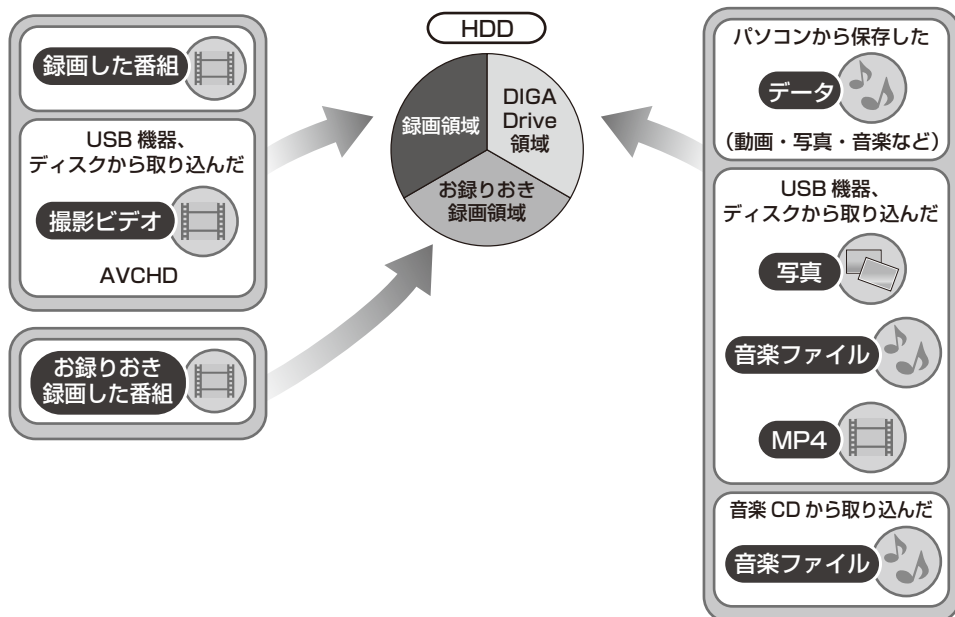 録画した番組
USB 機器、
ディスクから取り込んだ
撮影ビデオ
AVCHD
お録りおき
録画した番組
HDD
録画領域
DIGA
Drive
領域
お録りおき
録画領域
パソコンから保存した
データ
（動画・写真・音楽など）
USB 機器、
ディスクから取り込んだ
写真
音楽ファイル
MP4
音楽 CD から取り込んだ
音楽ファイル